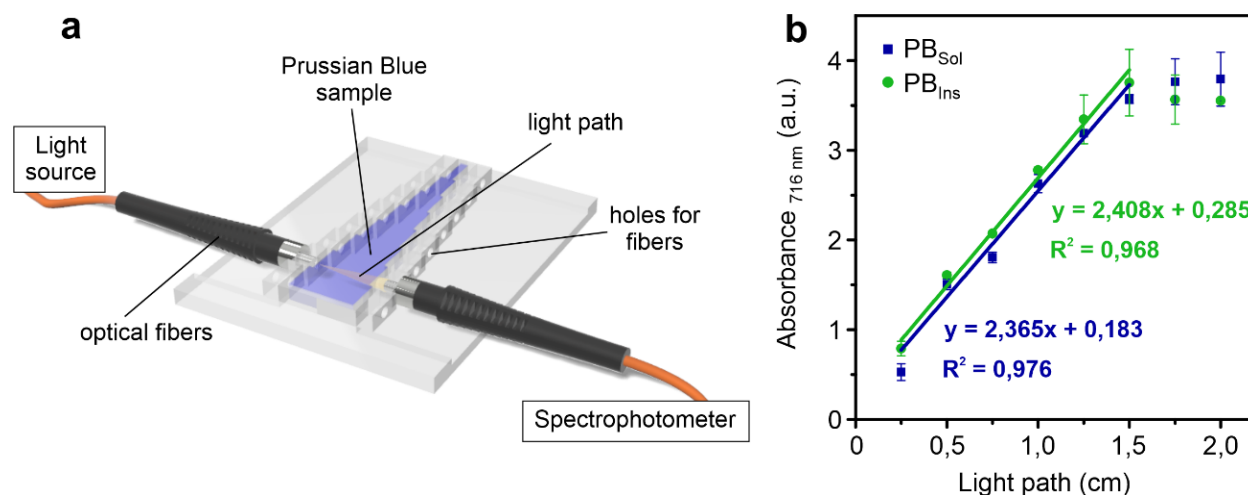 a
Prussian Blue
sample
light path
Light
source
holes for
fibers
optical fibers
Spectrophotometer
b
PB_Sol
PB_Ins
4
3
2
1
0
Absorbance 716 nm (a.u.)
y = 2,408x + 0,285
R² = 0,968
y = 2,365x + 0,183
R² = 0,976
0 0,5 1,0 1,5 2,0
Light path (cm)